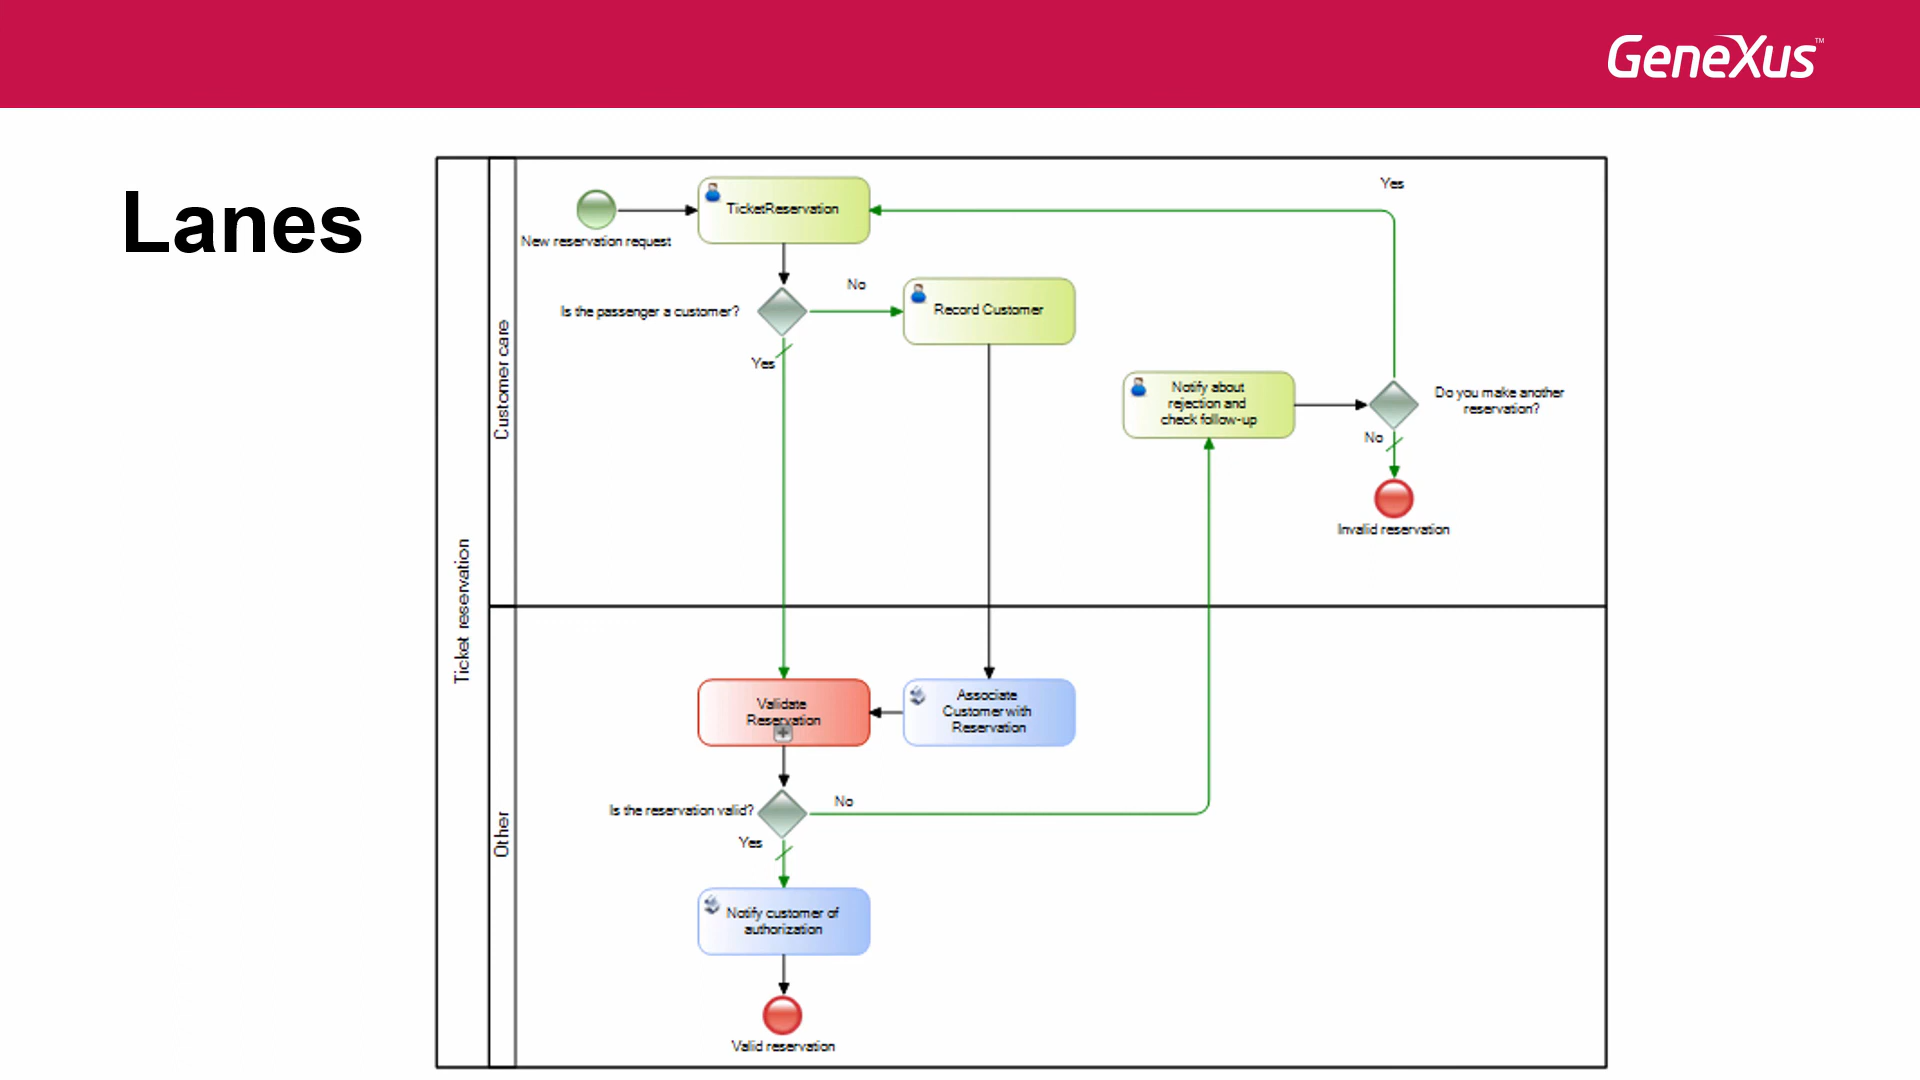 GeneXus™
Lanes
Ticket reservation
Customer care
New reservation request
TicketReservation
Yes
Is the passenger a customer?
No
Record Customer
Yes
Notify about
rejection and
check follow-up
Do you make another
reservation?
No
Invalid reservation
Other
Validate
Reservation
Associate
Customer with
Reservation
Is the reservation valid?
No
Yes
Notify customer of
authorization
Valid reservation